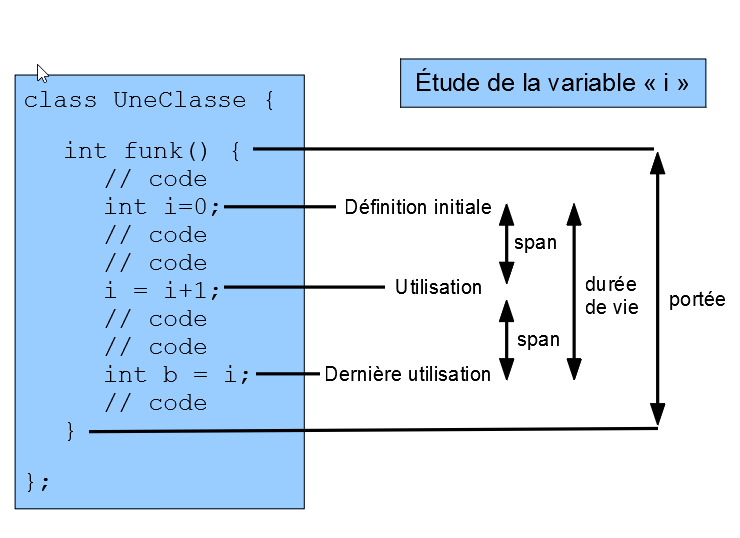 Étude de la variable « i »
class UneClasse {
int funk() {
// code
int i=0;
// code
// code
i = i+1;
// code
// code
int b = i;
// code
}
};
Définition initiale
Utilisation
Dernière utilisation
span
span
durée
de vie
portée